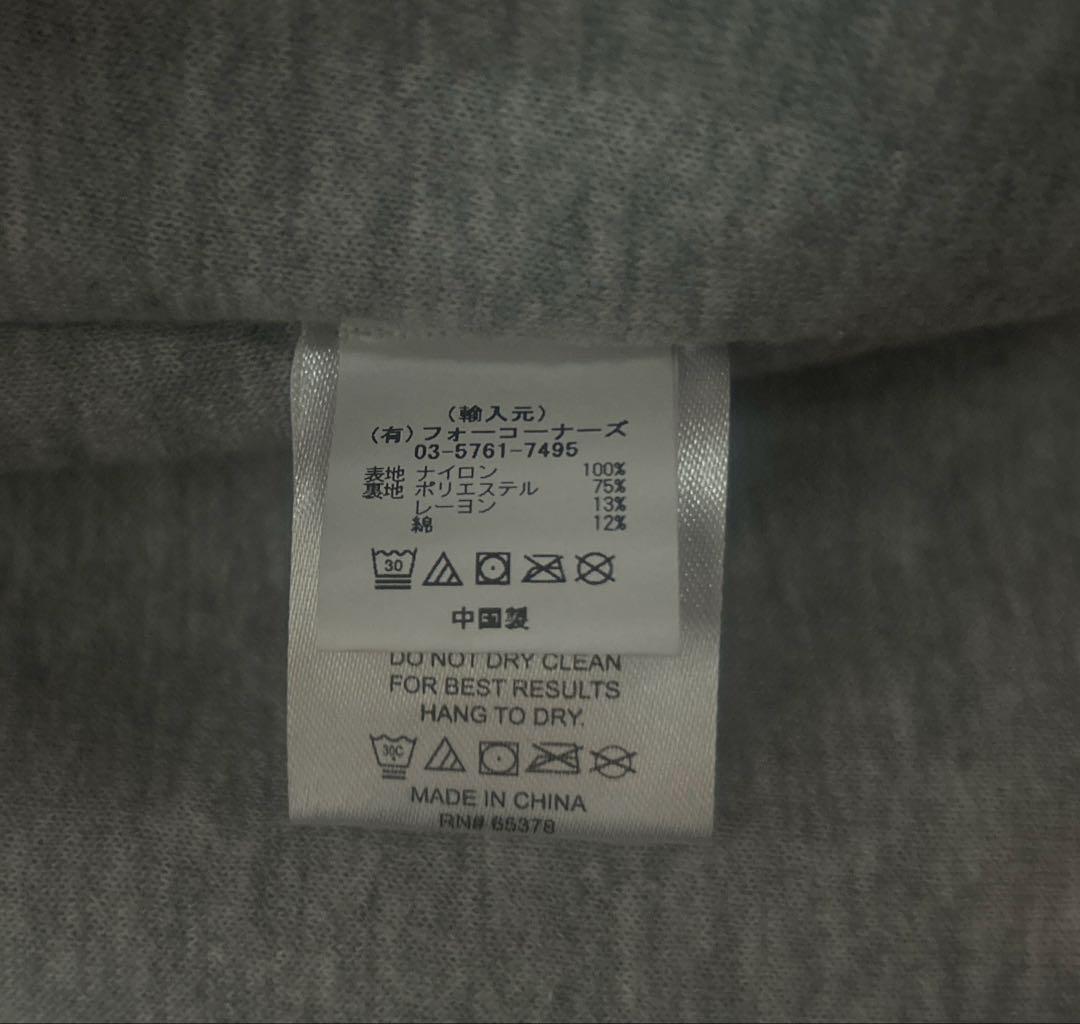 (輸入元)
(有)フォーコーナーズ
03-5761-7495
表地 ナイロン 100%
裏地 ポリエステル 75%
レーヨン 13%
綿 12%
30
中国製
DO NOT DRY CLEAN
FOR BEST RESULTS
HANG TO DRY.
30C
MADE IN CHINA
RN# 65378